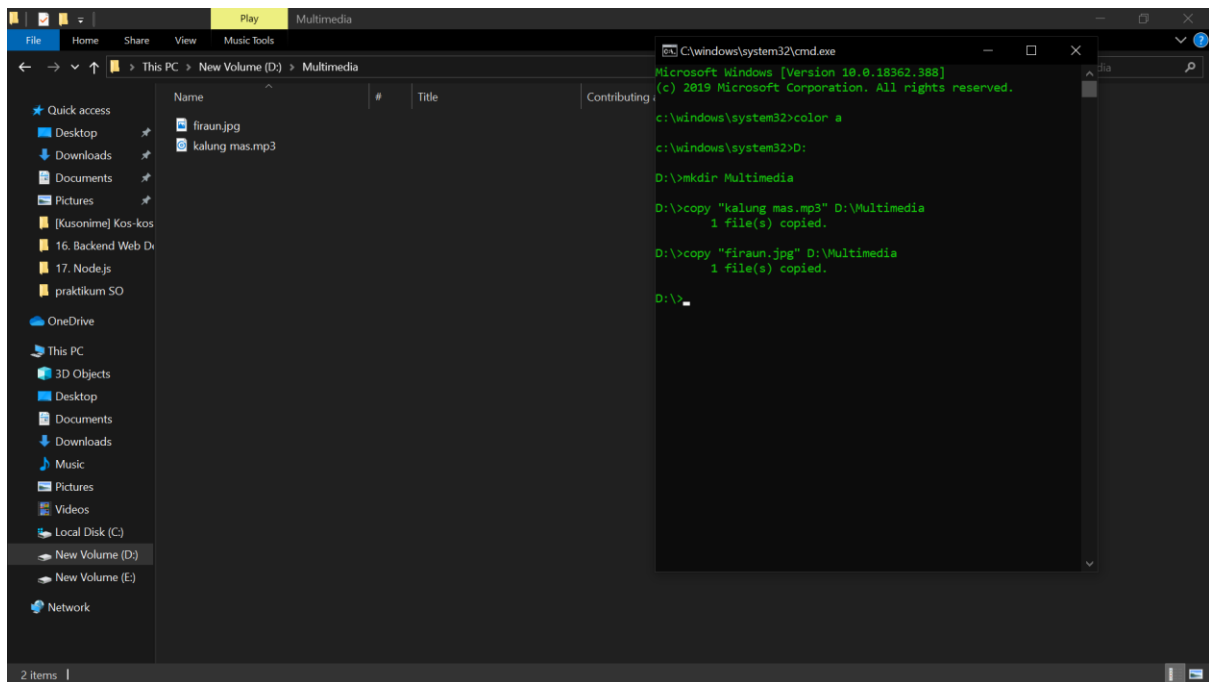 Play Multimedia
File Home Share View Music Tools
This PC > New Volume (D:) > Multimedia
dia
Name # Title Contributing
Quick access
Desktop
Downloads
Documents
Pictures
[Kusonime] Kos-kos
16. Backend Web De
17. Node.js
praktikum SO
OneDrive
This PC
3D Objects
Desktop
Documents
Downloads
Music
Pictures
Videos
Local Disk (C:)
New Volume (D:)
New Volume (E:)
Network
firaun.jpg
kalung mas.mp3
C:\windows\system32\cmd.exe
Microsoft Windows [Version 10.0.18362.388]
(c) 2019 Microsoft Corporation. All rights reserved.
c:\windows\system32>color a
c:\windows\system32>D:
D:\>mkdir Multimedia
D:\>copy "kalung mas.mp3" D:\Multimedia
1 file(s) copied.
D:\>copy "firaun.jpg" D:\Multimedia
1 file(s) copied.
D:\>
2 items